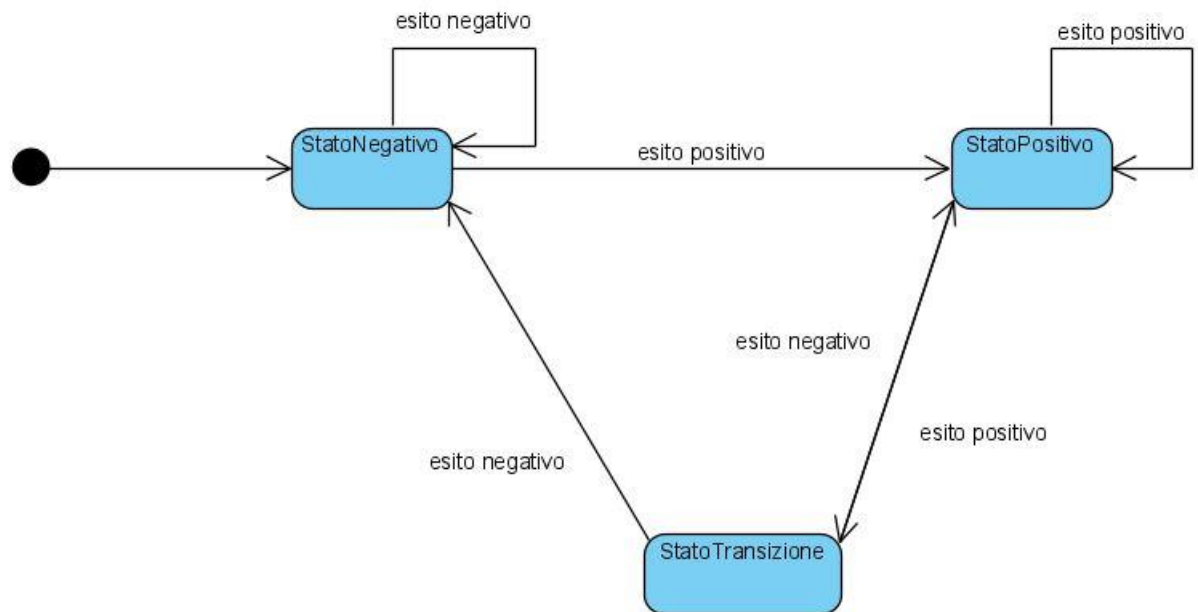 esito negativo
esito positivo
StatoNegativo
esito positivo
StatoPositivo
esito negativo
esito positivo
esito negativo
StatoTransizione